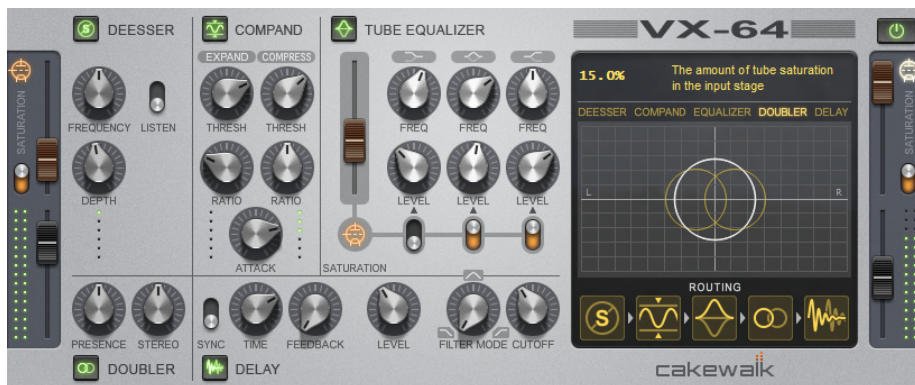 DEESSER
COMPAND
TUBE EQUALIZER
VX-64
EXPAND
COMPRESS
15.0%
The amount of tube saturation
in the input stage
SATURATION
FREQUENCY
LISTEN
THRESH
THRESH
FREQ
FREQ
FREQ
DEESSER COMPAND EQUALIZER DOUBLER DELAY
SATURATION
L
R
DEPTH
RATIO
RATIO
LEVEL
LEVEL
LEVEL
ATTACK
SATURATION
ROUTING
S
PRESENCE
STEREO
SYNC
TIME
FEEDBACK
LEVEL
FILTER MODE
CUTOFF
DOUBLER
DELAY
cakewalk